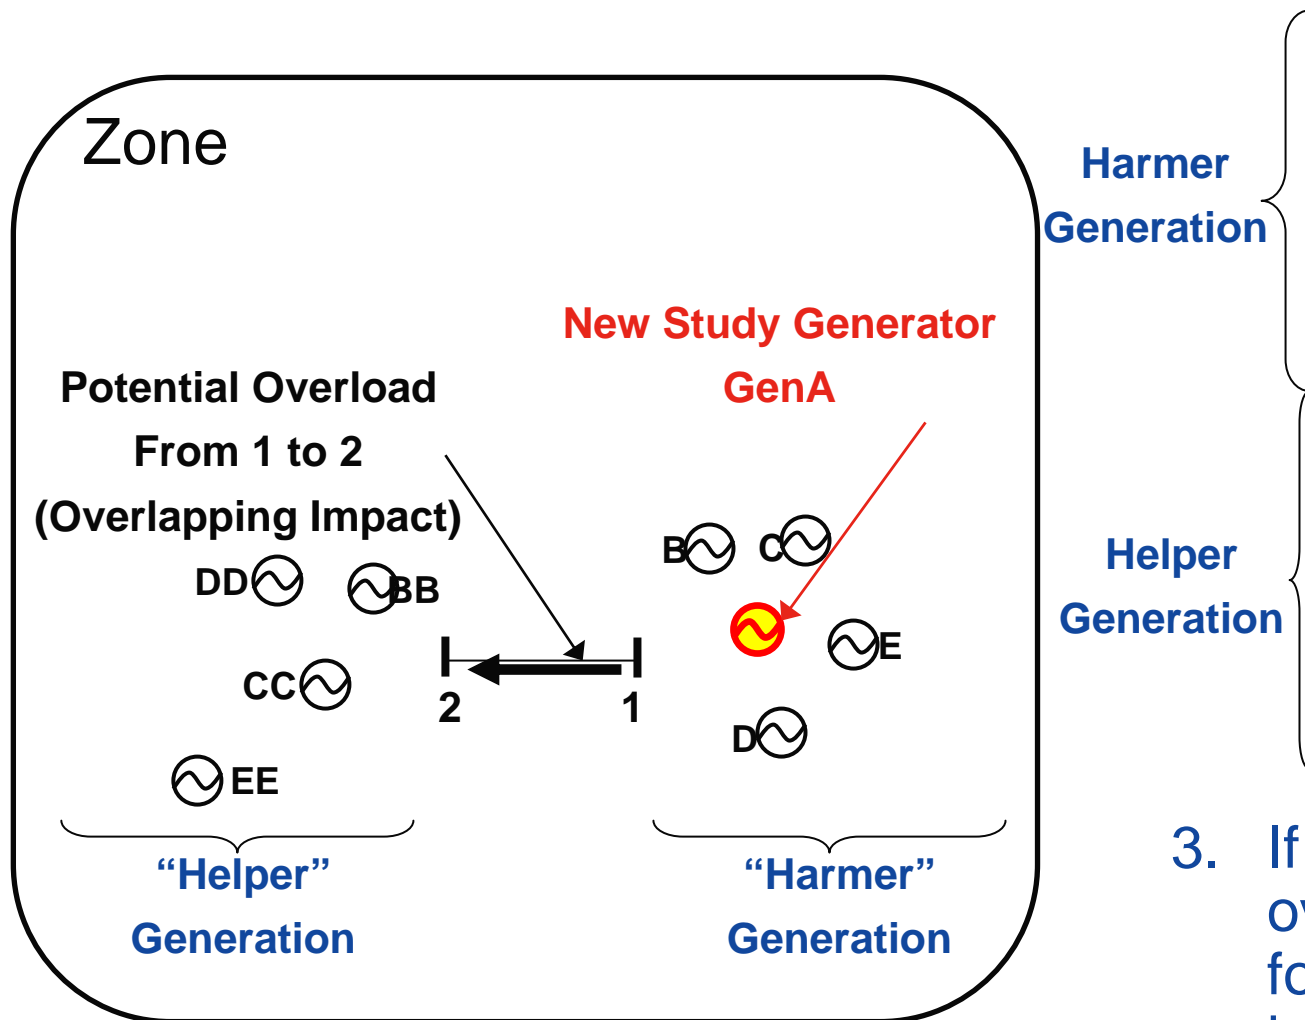 Zone
Harmer
Generation
New Study Generator
GenA
Potential Overload
From 1 to 2
(Overlapping Impact)
B
C
DD
BB
Helper
Generation
E
CC
2
1
D
EE
“Helper”
Generation
“Harmer”
Generation
3. If